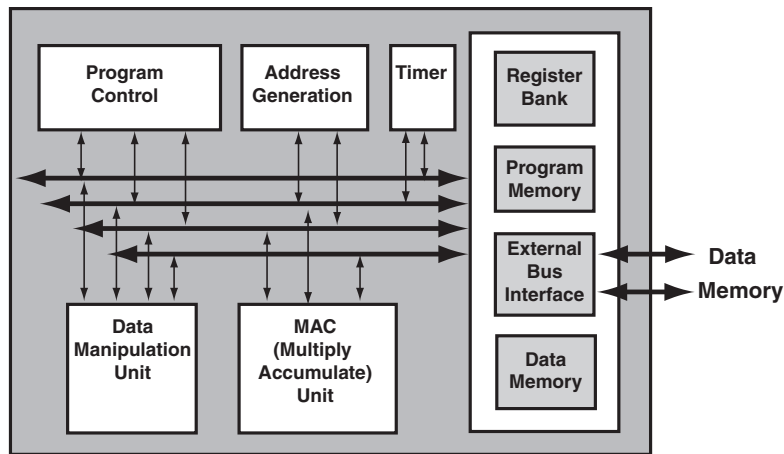 Program
Control
Address
Generation
Timer
Register
Bank
Program
Memory
External
Bus
Interface
Data
Memory
Data
Manipulation
Unit
MAC
(Multiply
Accumulate)
Unit
Data
Memory